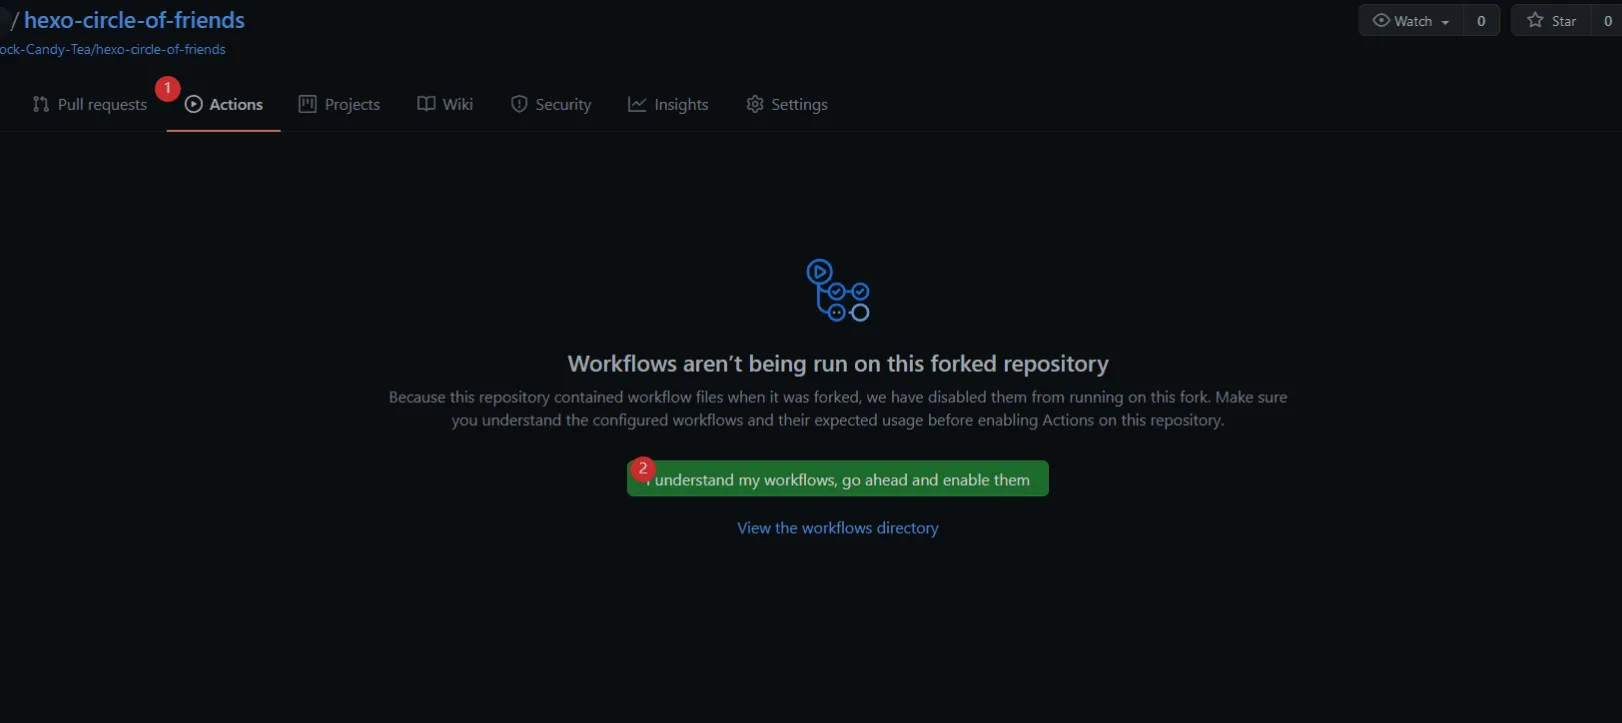 / hexo-circle-of-friends
Watch 0 Star 0
ock-Candy-Tea/hexo-circle-of-friends
Pull requests 1 Actions Projects Wiki Security Insights Settings
Workflows aren’t being run on this forked repository
Because this repository contained workflow files when it was forked, we have disabled them from running on this fork. Make sure
you understand the configured workflows and their expected usage before enabling Actions on this repository.
2
I understand my workflows, go ahead and enable them
View the workflows directory